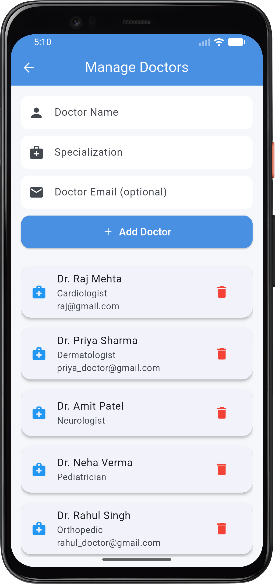 5:10
Manage Doctors
Doctor Name
Specialization
Doctor Email (optional)
+ Add Doctor
Dr. Raj Mehta
Cardiologist
raj@gmail.com
Dr. Priya Sharma
Dermatologist
priya_doctor@gmail.com
Dr. Amit Patel
Neurologist
Dr. Neha Verma
Pediatrician
Dr. Rahul Singh
Orthopedic
rahul_doctor@gmail.com